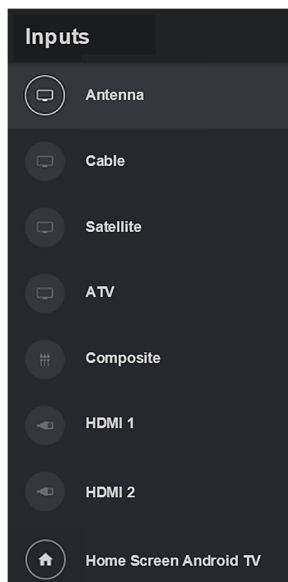 Inputs
Antenna
Cable
Satellite
ATV
Composite
HDMI 1
HDMI 2
Home Screen Android TV